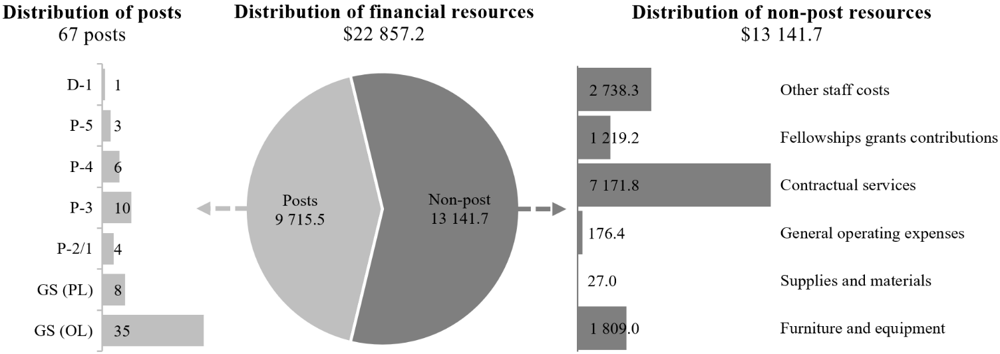 Distribution of posts
67 posts
D-1 1
P-5 3
P-4 6
P-3 10
P-2/1 4
GS (PL) 8
GS (OL) 35
Distribution of financial resources
$22 857.2
Posts
9 715.5
Non-post
13 141.7
Distribution of non-post resources
$13 141.7
2 738.3 Other staff costs
1 219.2 Fellowships grants contributions
7 171.8 Contractual services
176.4 General operating expenses
27.0 Supplies and materials
1 809.0 Furniture and equipment